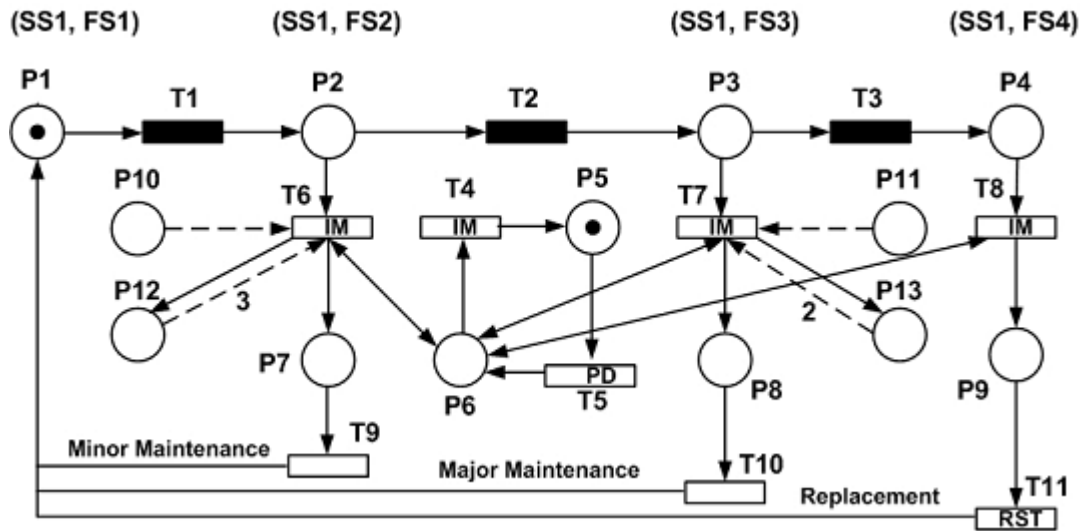 (SS1, FS1) (SS1, FS2) (SS1, FS3) (SS1, FS4)
P1 T1 P2 T2 P3 T3 P4
P10 T6 T4 P5 T7 P11 T8
IM IM IM IM
P12 3 2 P13
P7 P6 PD P8 P9
T5
Minor Maintenance T9 Major Maintenance T10 Replacement T11
RST